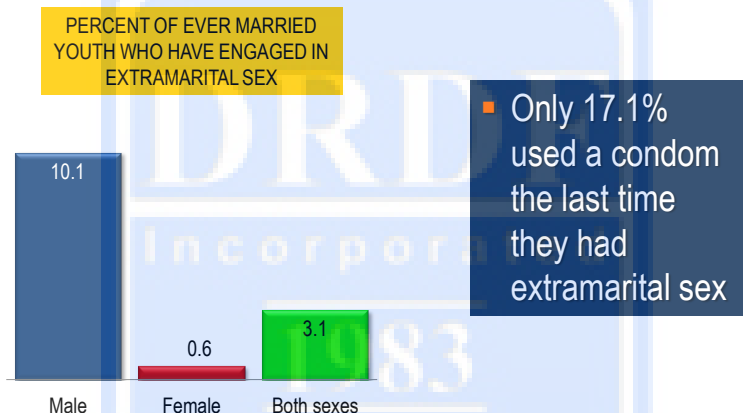 PERCENT OF EVER MARRIED
YOUTH WHO HAVE ENGAGED IN
EXTRAMARITAL SEX
10.1
0.6
3.1
Male
Female
Both sexes
Only 17.1%
used a condom
the last time
they had
extramarital sex
DRDF
Incorporated
1983